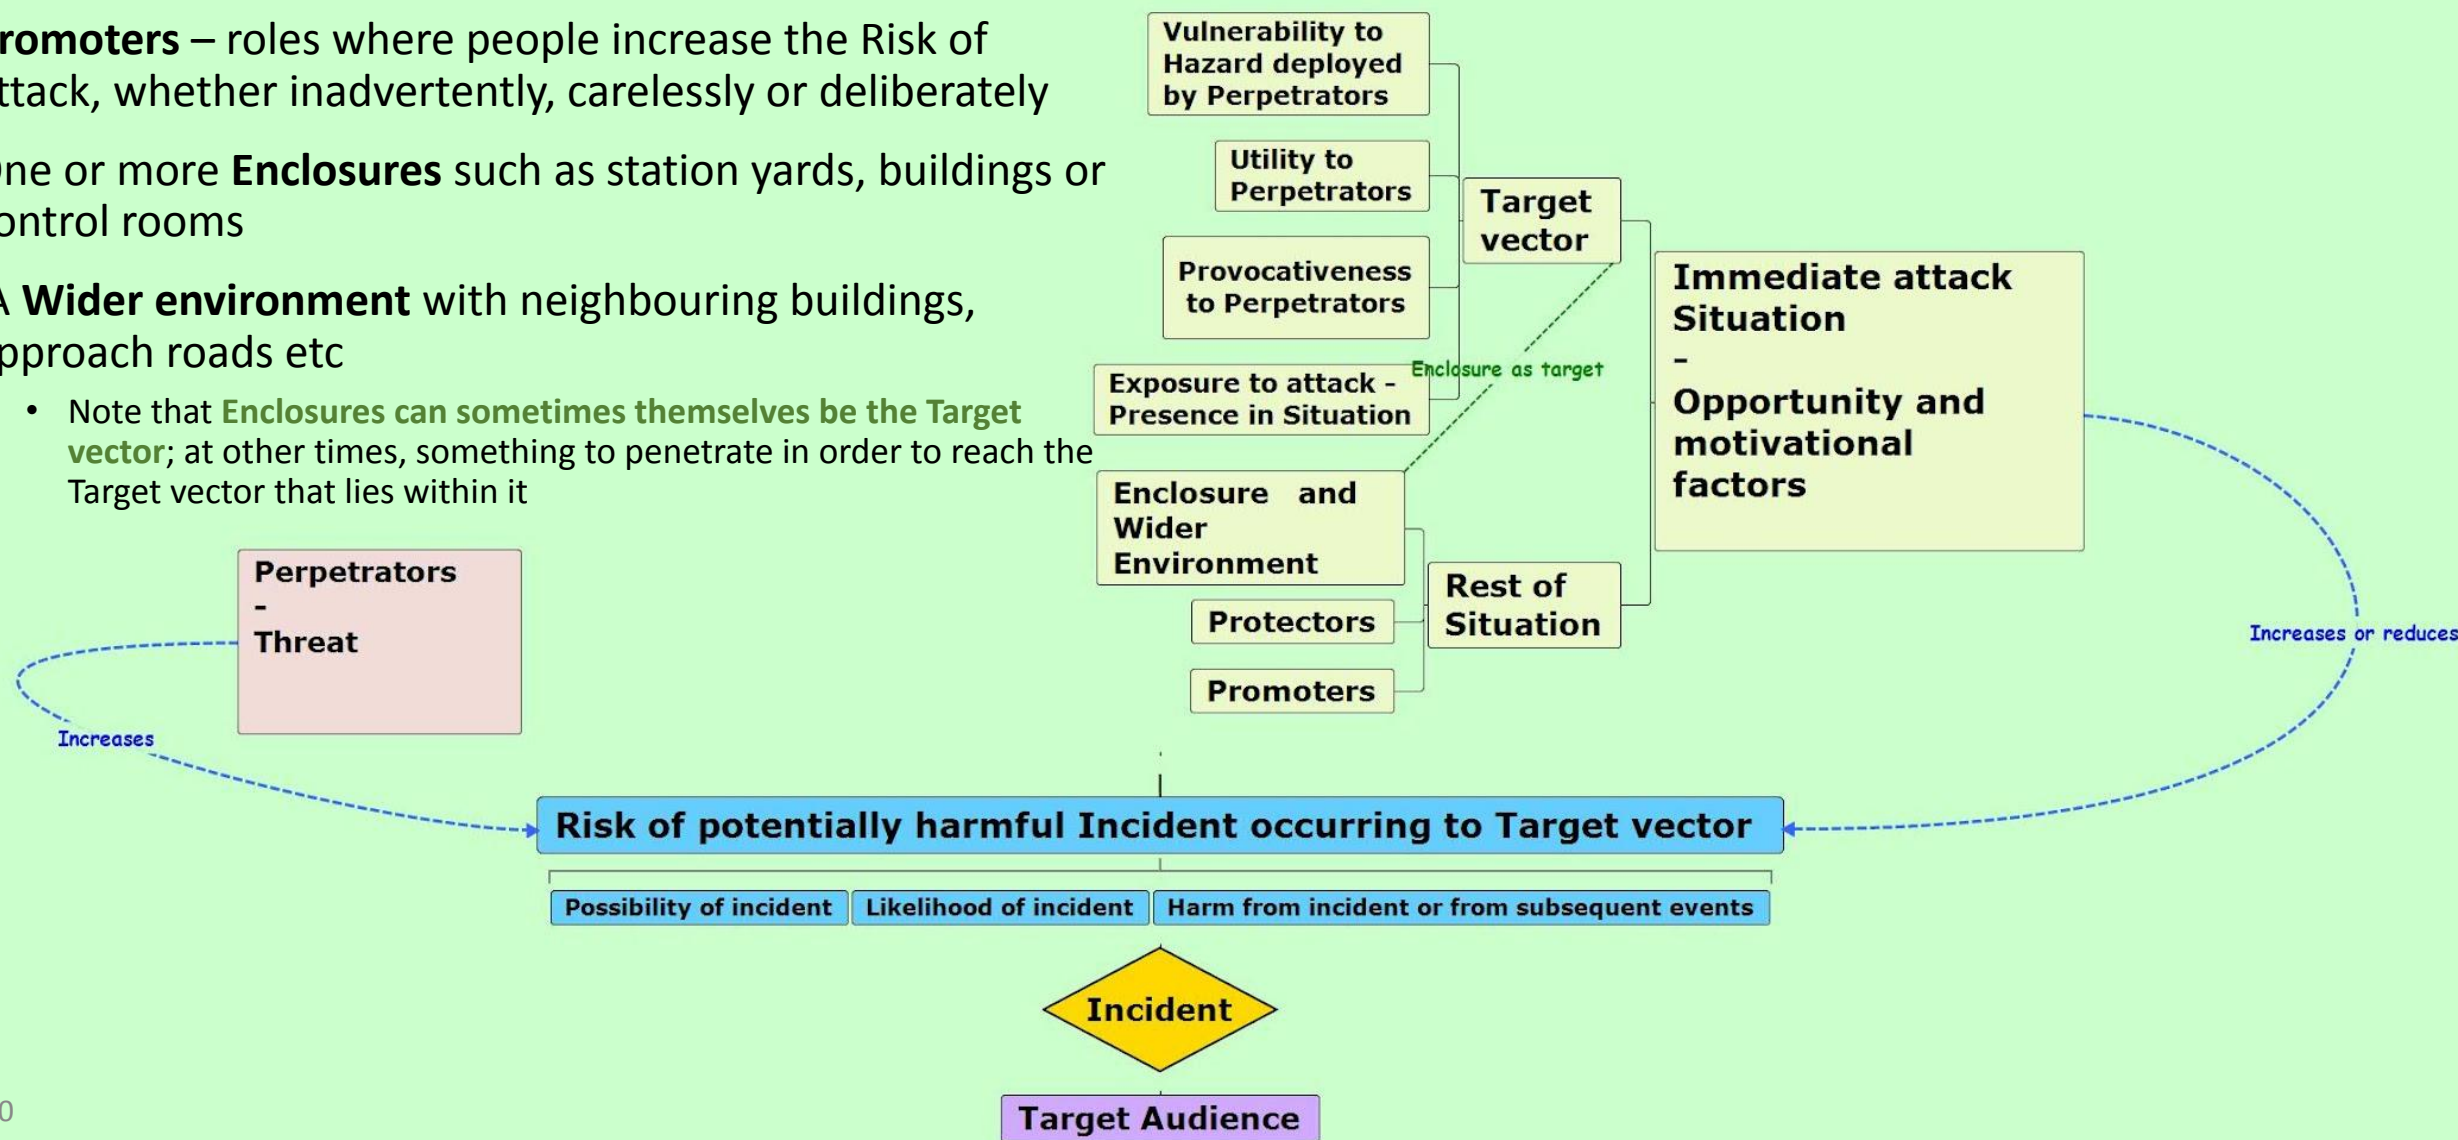 romoters – roles where people increase the Risk of
ttack, whether inadvertently, carelessly or deliberately
ne or more Enclosures such as station yards, buildings or
ontrol rooms
A Wider environment with neighbouring buildings,
pproach roads etc
• Note that Enclosures can sometimes themselves be the Target
vector; at other times, something to penetrate in order to reach the
Target vector that lies within it
Vulnerability to
Hazard deployed
by Perpetrators
Utility to
Perpetrators
Provocativeness
to Perpetrators
Exposure to attack -
Presence in Situation
Target
vector
Enclosure as target
Immediate attack
Situation
-
Opportunity and
motivational
factors
Enclosure and
Wider
Environment
Protectors
Promoters
Rest of
Situation
Perpetrators
-
Threat
Increases
Increases or reduces
Risk of potentially harmful Incident occurring to Target vector
Possibility of incident
Likelihood of incident
Harm from incident or from subsequent events
Incident
Target Audience
0